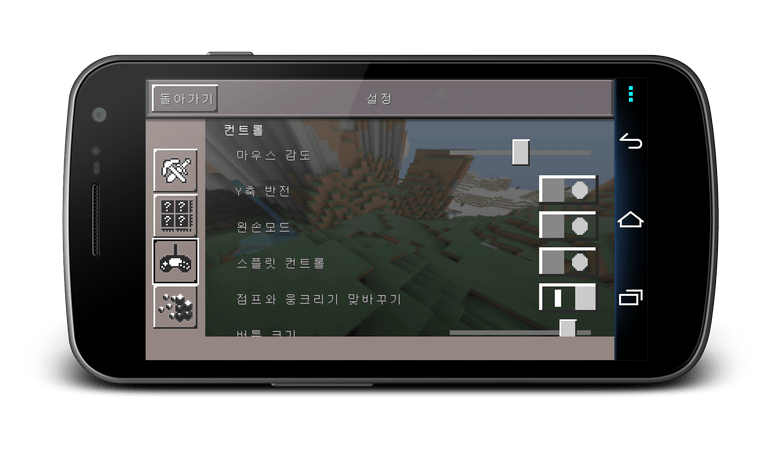 돌아가기
설정
컨트롤
마우스 감도
Y축 반전
왼손모드
스플릿 컨트롤
점프와 웅크리기 맞바꾸기
버튼 크기